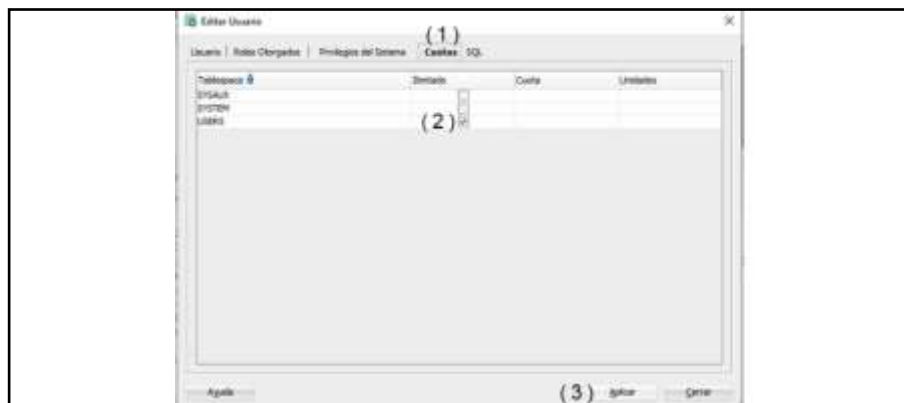 Editar Usuario
( 1 )
Usuario Roles Otorgados Privilegios del Sistema Cuotas SQL
Tablespace Ilimitado Cuota Unidades
SYSAUX
SYSTEM
USERS ( 2 )
Ayuda ( 3 ) Aplicar Cerrar